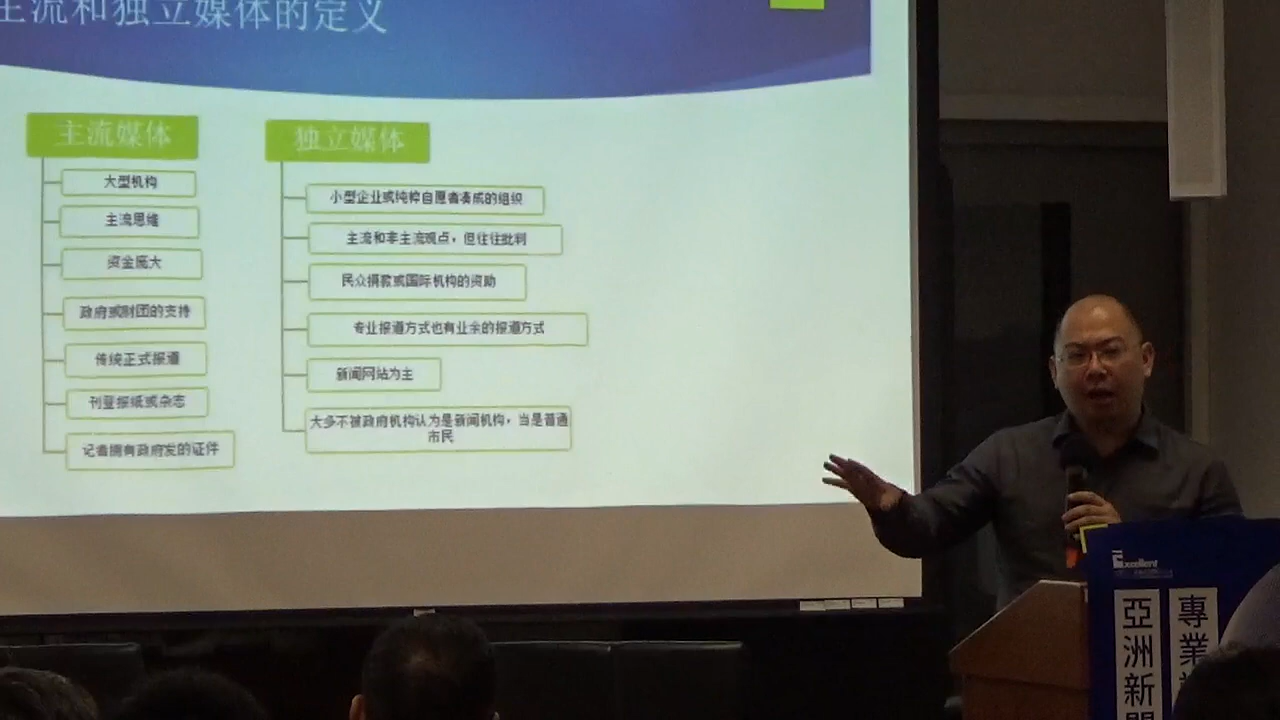 主流和独立媒体的定义
主流媒体
大型机构
主流思维
资金庞大
政府或财团的支持
传统正式报道
刊登报纸或杂志
记者拥有政府发的证件
独立媒体
小型企业或纯粹自愿者凑成的组织
主流和非主流观点，但往往批判
民众捐款或国际机构的资助
专业报道方式也有业余的报道方式
新闻网站为主
大多不被政府机构认为是新闻机构，当是普通
市民
Excellent
亞洲新聞
專業